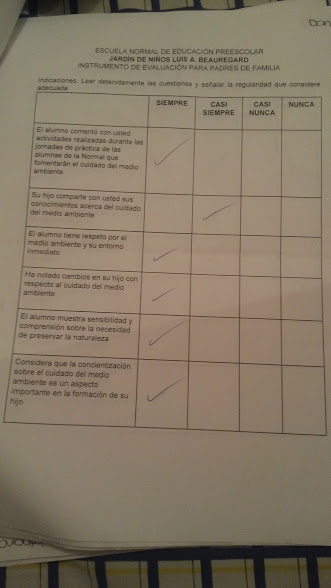 ESCUELA NORMAL DE EDUCACIÓN PREESCOLAR
JARDÍN DE NIÑOS LUIS A. BEAUREGARD
INSTRUMENTO DE EVALUACIÓN PARA PADRES DE FAMILIA
Indicaciones. Leer detenidamente las cuestiones y señalar la regularidad que considere
adecuada
SIEMPRE
CASI
SIEMPRE
CASI
NUNCA
NUNCA
El alumno comentó con usted
actividades realizadas durante las
jornadas de práctica de las
alumnas de la Normal que
fomentarán el cuidado del medio
ambiente
Su hijo comparte con usted sus
conocimientos acerca del cuidado
del medio ambiente
El alumno tiene respeto por el
medio ambiente y su entorno
inmediato
Ha notado cambios en su hijo con
respecto al cuidado del medio
ambiente
El alumno muestra sensibilidad y
comprensión sobre la necesidad
de preservar la naturaleza
Considera que la concientización
sobre el cuidado del medio
ambiente es un aspecto
importante en la formación de su
hijo